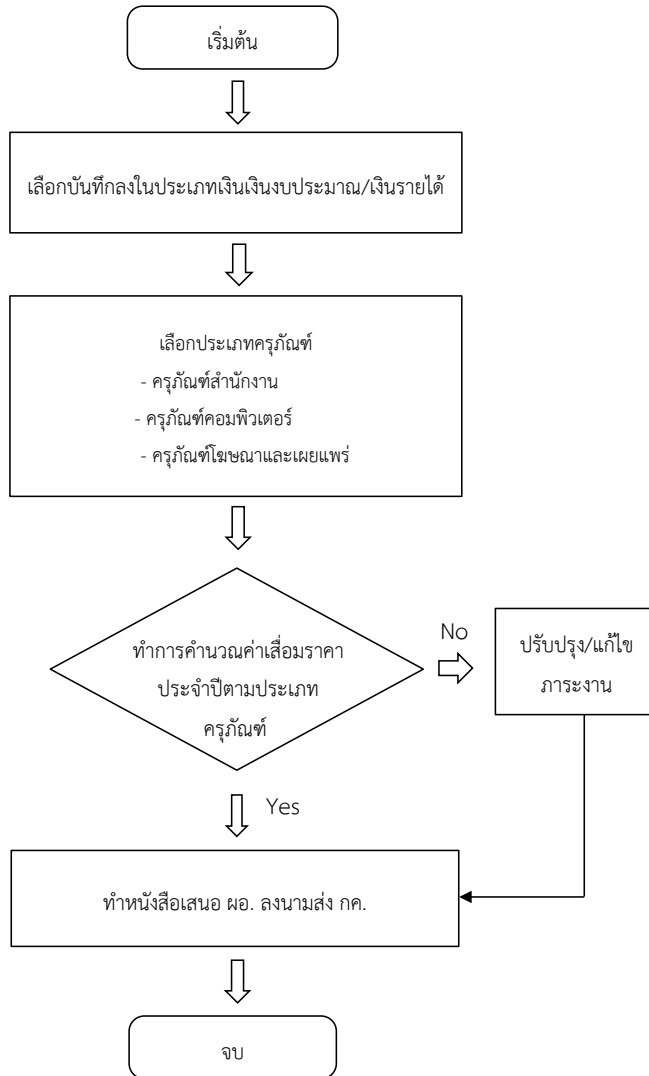 เริ่มต้น
เลือกบันทึกลงในประเภทเงินเงินงบประมาณ/เงินรายได้
เลือกประเภทครุภัณฑ์
- ครุภัณฑ์สำนักงาน
- ครุภัณฑ์คอมพิวเตอร์
- ครุภัณฑ์โฆษณาและเผยแพร่
ทำการคำนวณค่าเสื่อมราคา
ประจำปีตามประเภท
ครุภัณฑ์
No
ปรับปรุง/แก้ไข
ภาระงาน
Yes
ทำหนังสือเสนอ ผอ. ลงนามส่ง กค.
จบ